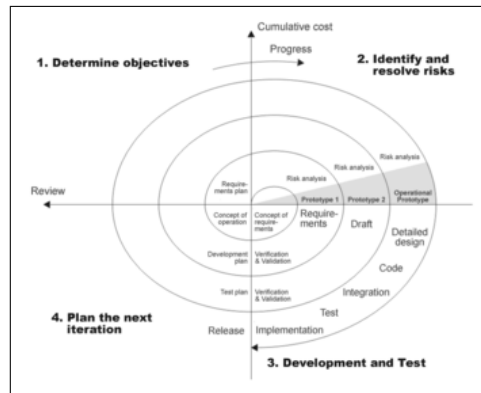 Cumulative cost
Progress
1. Determine objectives
2. Identify and
resolve risks
Risk analysis
Risk analysis
Risk analysis
Require-
ments plan
Prototype 1
Prototype 2
Operational
Prototype
Review
Concept of
operation
Concept of
require-
ments
Require-
ments
Draft
Detailed
design
Development
plan
Verification
& Validation
Code
Test plan
Verification
& Validation
Integration
Test
4. Plan the next
iteration
Release
Implementation
3. Development and Test